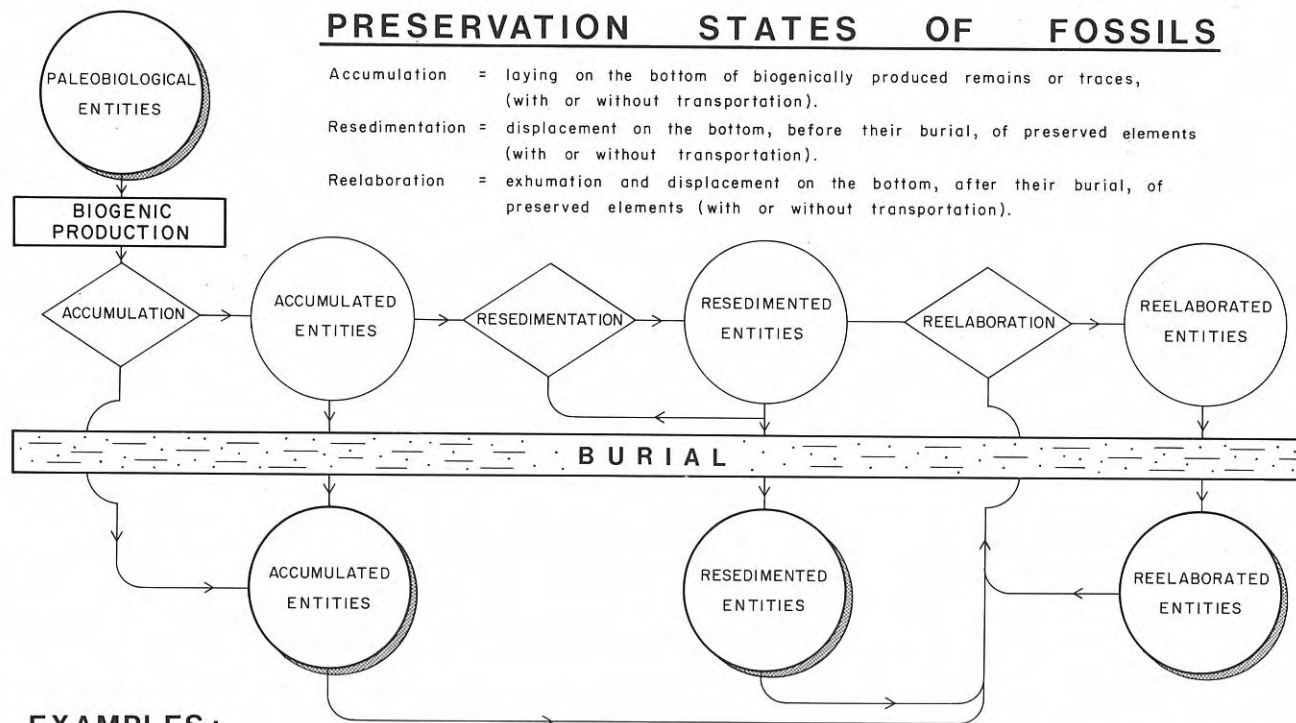 PRESERVATION STATES OF FOSSILS
PALEOBIOLOGICAL
ENTITIES
Accumulation = laying on the bottom of biogenically produced remains or traces,
(with or without transportation).
Resedimentation = displacement on the bottom, before their burial, of preserved elements
(with or without transportation).
Reelaboration = exhumation and displacement on the bottom, after their burial, of
preserved elements (with or without transportation).
BIOGENIC
PRODUCTION
ACCUMULATION
ACCUMULATED
ENTITIES
RESEDIMENTATION
RESEDIMENTED
ENTITIES
REELABORATION
REELABORATED
ENTITIES
BURIAL
ACCUMULATED
ENTITIES
RESEDIMENTED
ENTITIES
REELABORATED
ENTITIES
EXAMPLES: